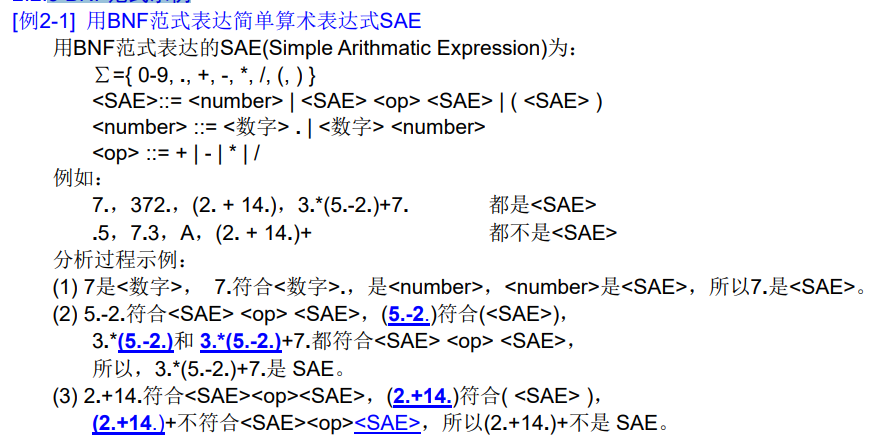 [例2-1] 用BNF范式表达简单算术表达式SAE
用BNF范式表达的SAE(Simple Arithmatic Expression)为：
∑={ 0-9, ., +, -, *, /, (, ) }
<SAE>::= <number> | <SAE> <op> <SAE> | ( <SAE> )
<number> ::= <数字> . | <数字> <number>
<op> ::= + | - | * | /
例如：
7.， 372.， (2. + 14.)， 3.*(5.-2.)+7. 都是<SAE>
.5， 7.3， A， (2. + 14.)+ 都不是<SAE>
分析过程示例：
(1) 7是<数字>， 7.符合<数字>.，是<number>，<number>是<SAE>，所以7.是<SAE>。
(2) 5.-2.符合<SAE> <op> <SAE>，(5.-2.)符合(<SAE>)，
3.*(5.-2.)和 3.*(5.-2.)+7.都符合<SAE> <op> <SAE>，
所以，3.*(5.-2.)+7.是 SAE。
(3) 2.+14.符合<SAE><op><SAE>，(2.+14.)符合( <SAE> )，
(2.+14.)+不符合<SAE><op><SAE>，所以(2.+14.)+不是 SAE。